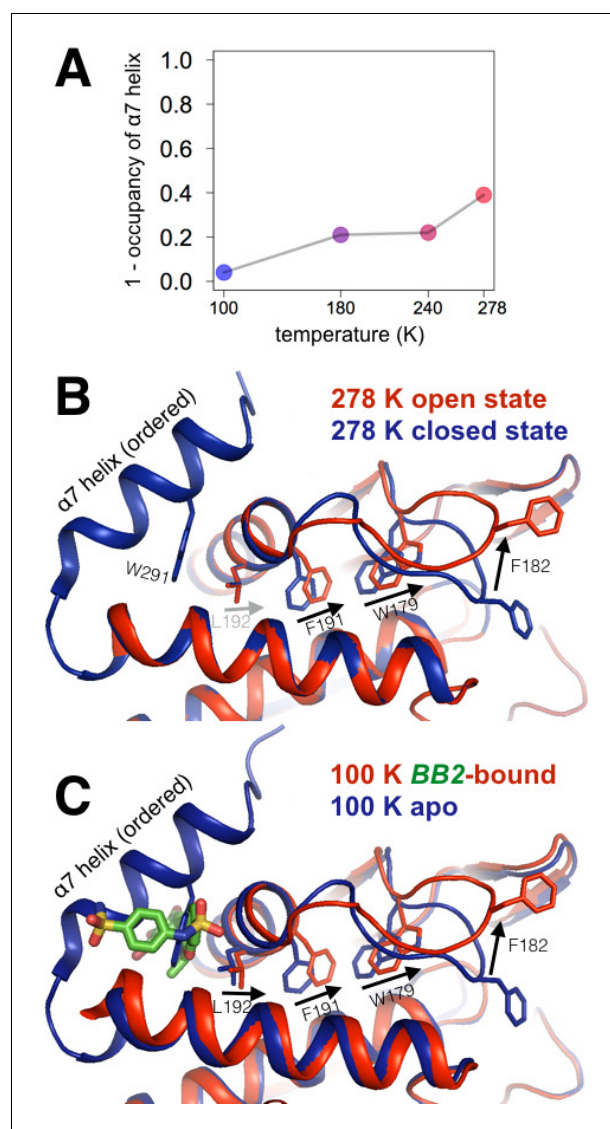 A
1 - occupancy of α7 helix
1.0
0.8
0.6
0.4
0.2
0.0
100
180
240
278
temperature (K)
B
278 K open state
278 K closed state
α7 helix (ordered)
W291
L192
F191
W179
F182
C
100 K BB2-bound
100 K apo
α7 helix (ordered)
L192
F191
W179
F182